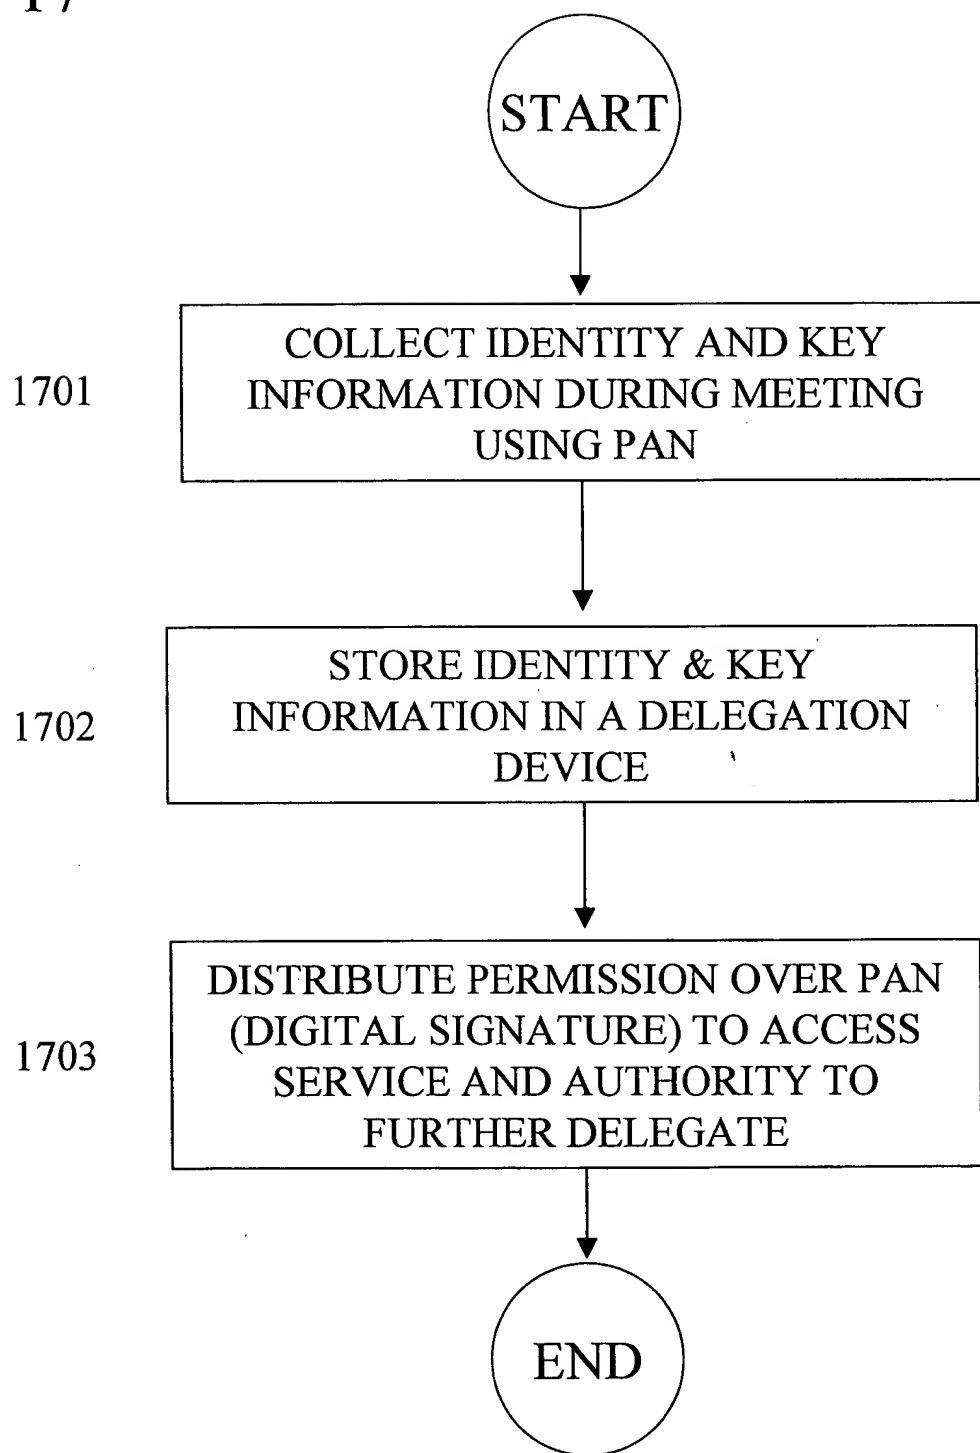 17
START
1701
COLLECT IDENTITY AND KEY
INFORMATION DURING MEETING
USING PAN
1702
STORE IDENTITY & KEY
INFORMATION IN A DELEGATION
DEVICE
1703
DISTRIBUTE PERMISSION OVER PAN
(DIGITAL SIGNATURE) TO ACCESS
SERVICE AND AUTHORITY TO
FURTHER DELEGATE
END